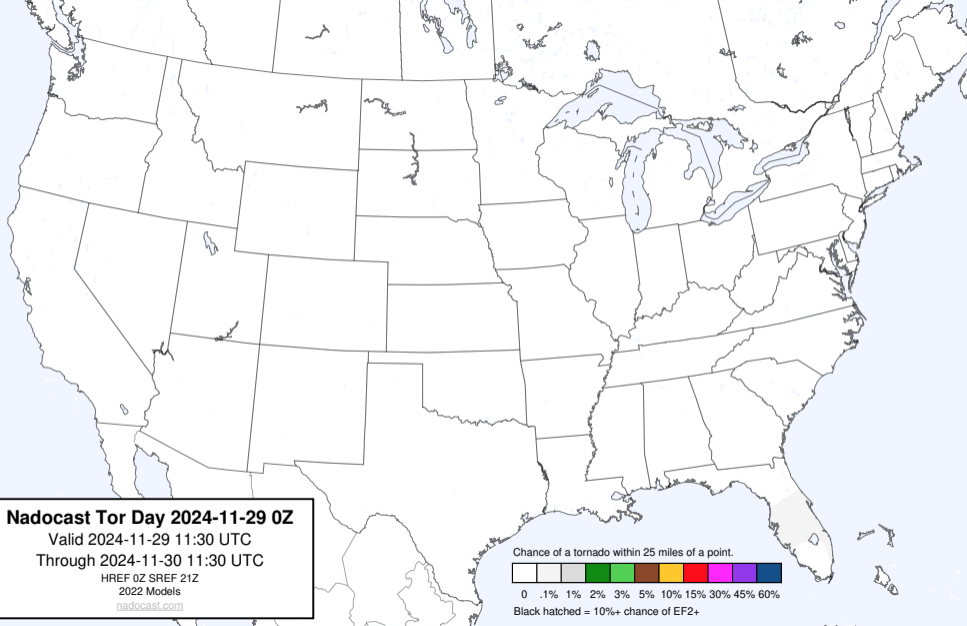 Nadocast Tor Day 2024-11-29 0Z
Valid 2024-11-29 11:30 UTC
Through 2024-11-30 11:30 UTC
HREF 0Z SREF 21Z
2022 Models
nadocast.com
Chance of a tornado within 25 miles of a point.
0 .1% 1% 2% 3% 5% 10% 15% 30% 45% 60%
Black hatched = 10%+ chance of EF2+